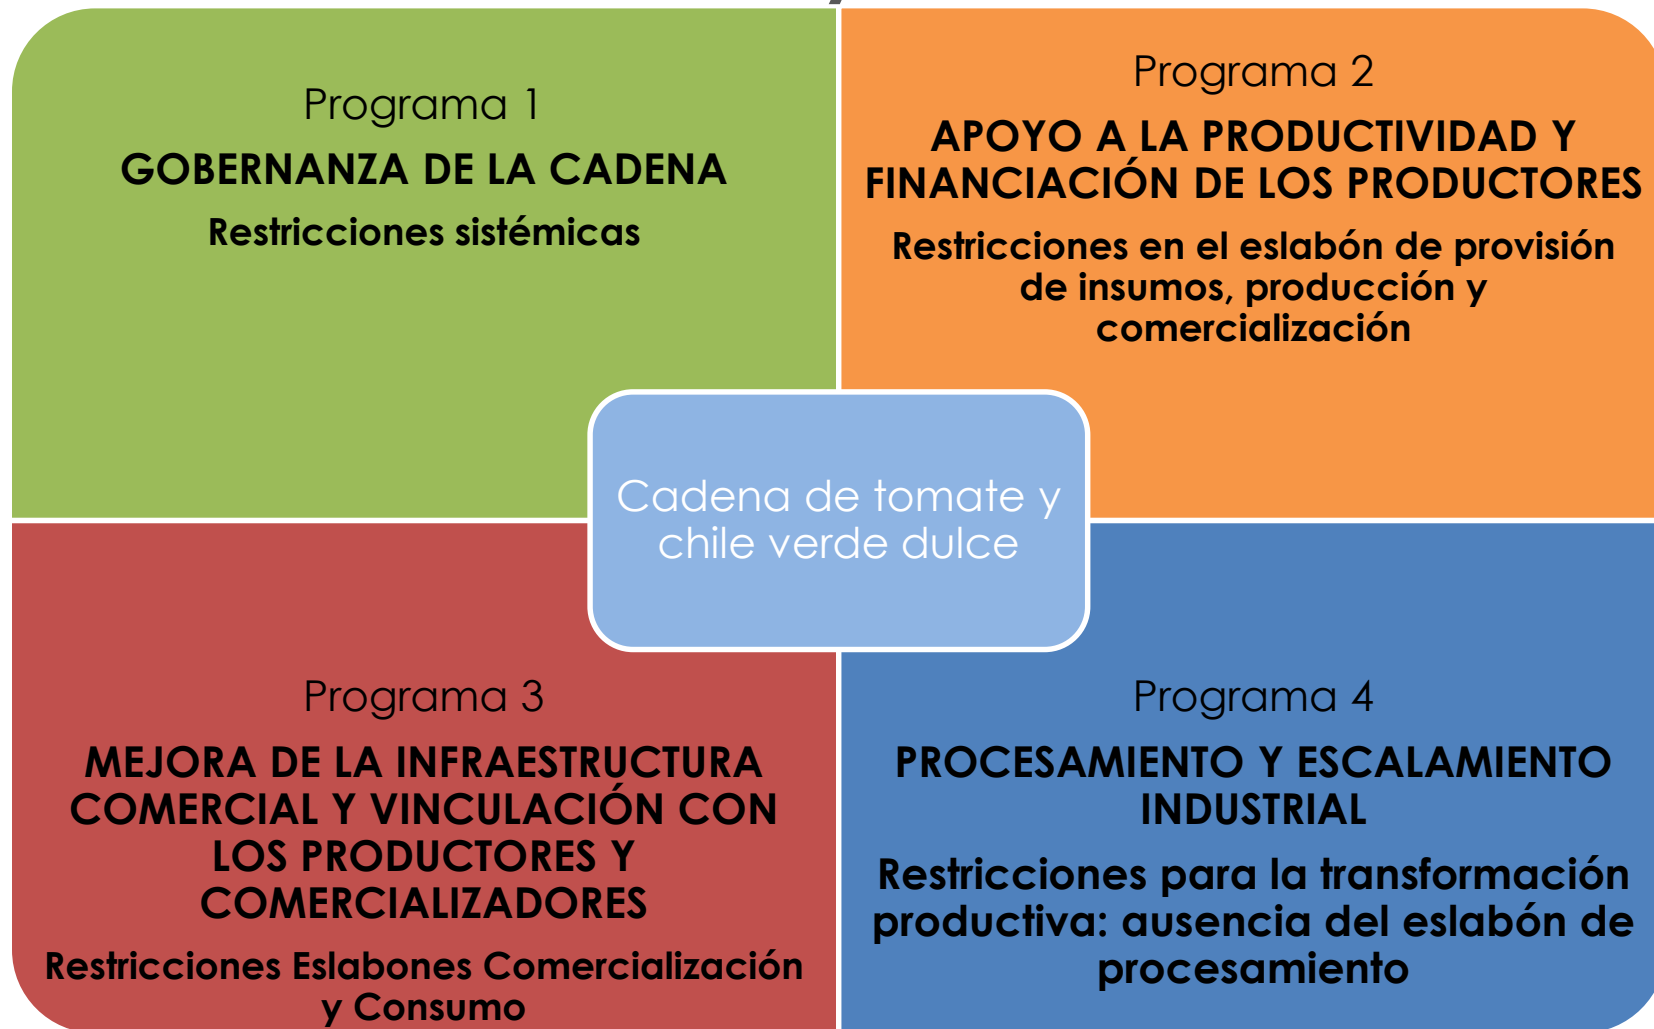 Programa 1
GOBERNANZA DE LA CADENA
Restricciones sistémicas
Programa 2
APOYO A LA PRODUCTIVIDAD Y
FINANCIACIÓN DE LOS PRODUCTORES
Restricciones en el eslabón de provisión
de insumos, producción y
comercialización
Cadena de tomate y
chile verde dulce
Programa 3
MEJORA DE LA INFRAESTRUCTURA
COMERCIAL Y VINCULACIÓN CON
LOS PRODUCTORES Y
COMERCIALIZADORES
Restricciones Eslabones Comercialización
y Consumo
Programa 4
PROCESAMIENTO Y ESCALAMIENTO
INDUSTRIAL
Restricciones para la transformación
productiva: ausencia del eslabón de
procesamiento